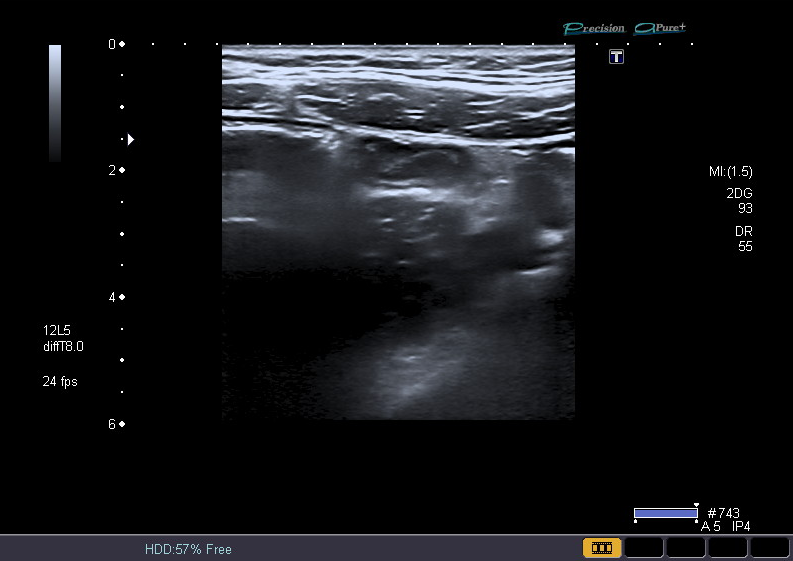 Precision APure+
T
0
2
4
6
MI:(1.5)
2DG
93
DR
55
12L5
diffT8.0
24 fps
#743
A 5 IP4
HDD:57% Free